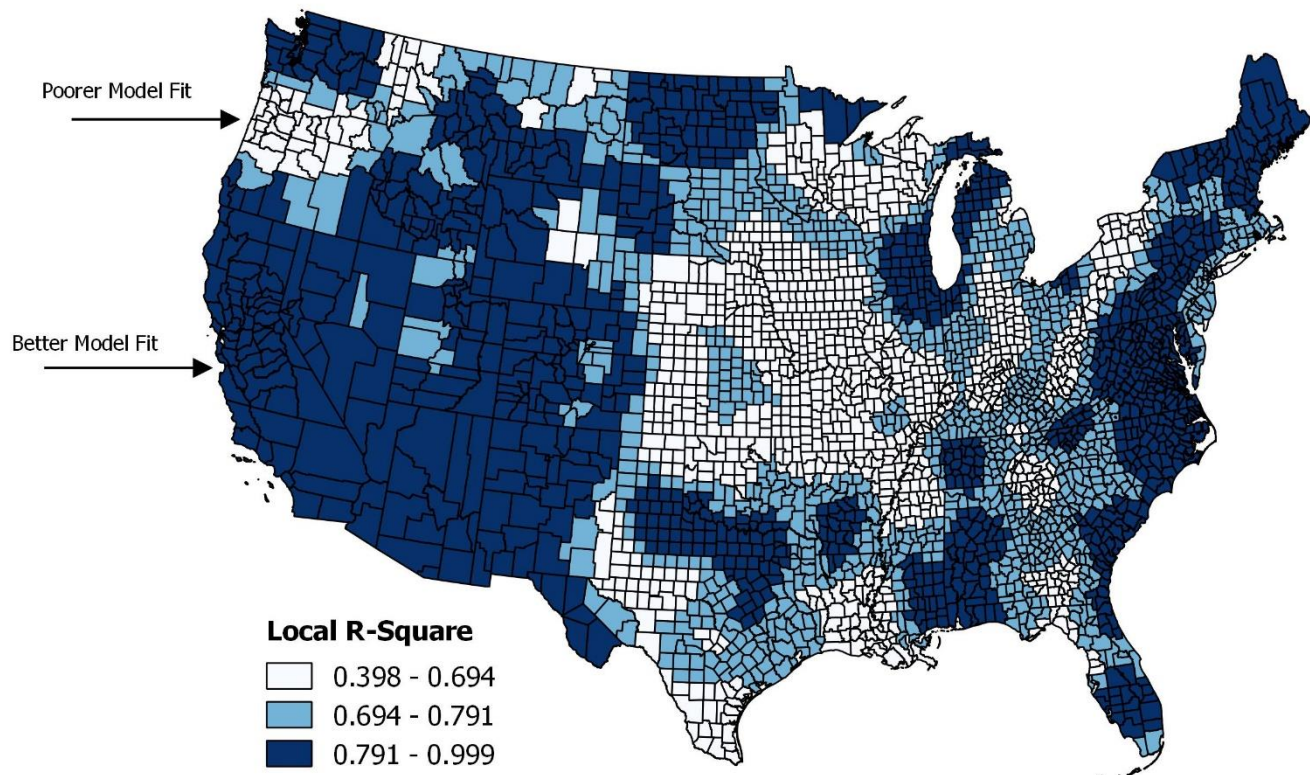 Poorer Model Fit
Better Model Fit
Local R-Square
0.398 - 0.694
0.694 - 0.791
0.791 - 0.999